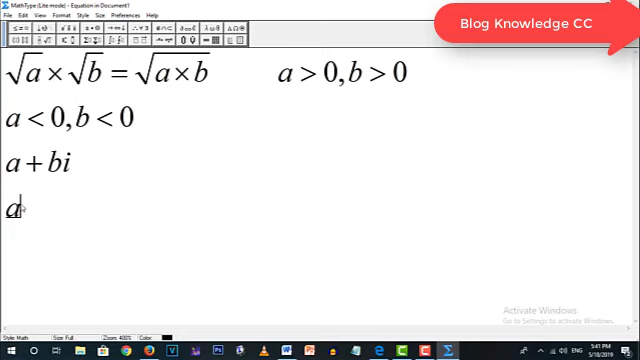 MathType (Lite mode) - Equation in Document1
File Edit View Format Style Size Preferences Help
Blog Knowledge CC
√a × √b = √a × b a > 0, b > 0
a < 0, b < 0
a + bi
a
Activate Windows
Go to Settings to activate Windows.
Style: Math Size: Full Zoom: 400% Color:
5:41 PM
5/18/2019